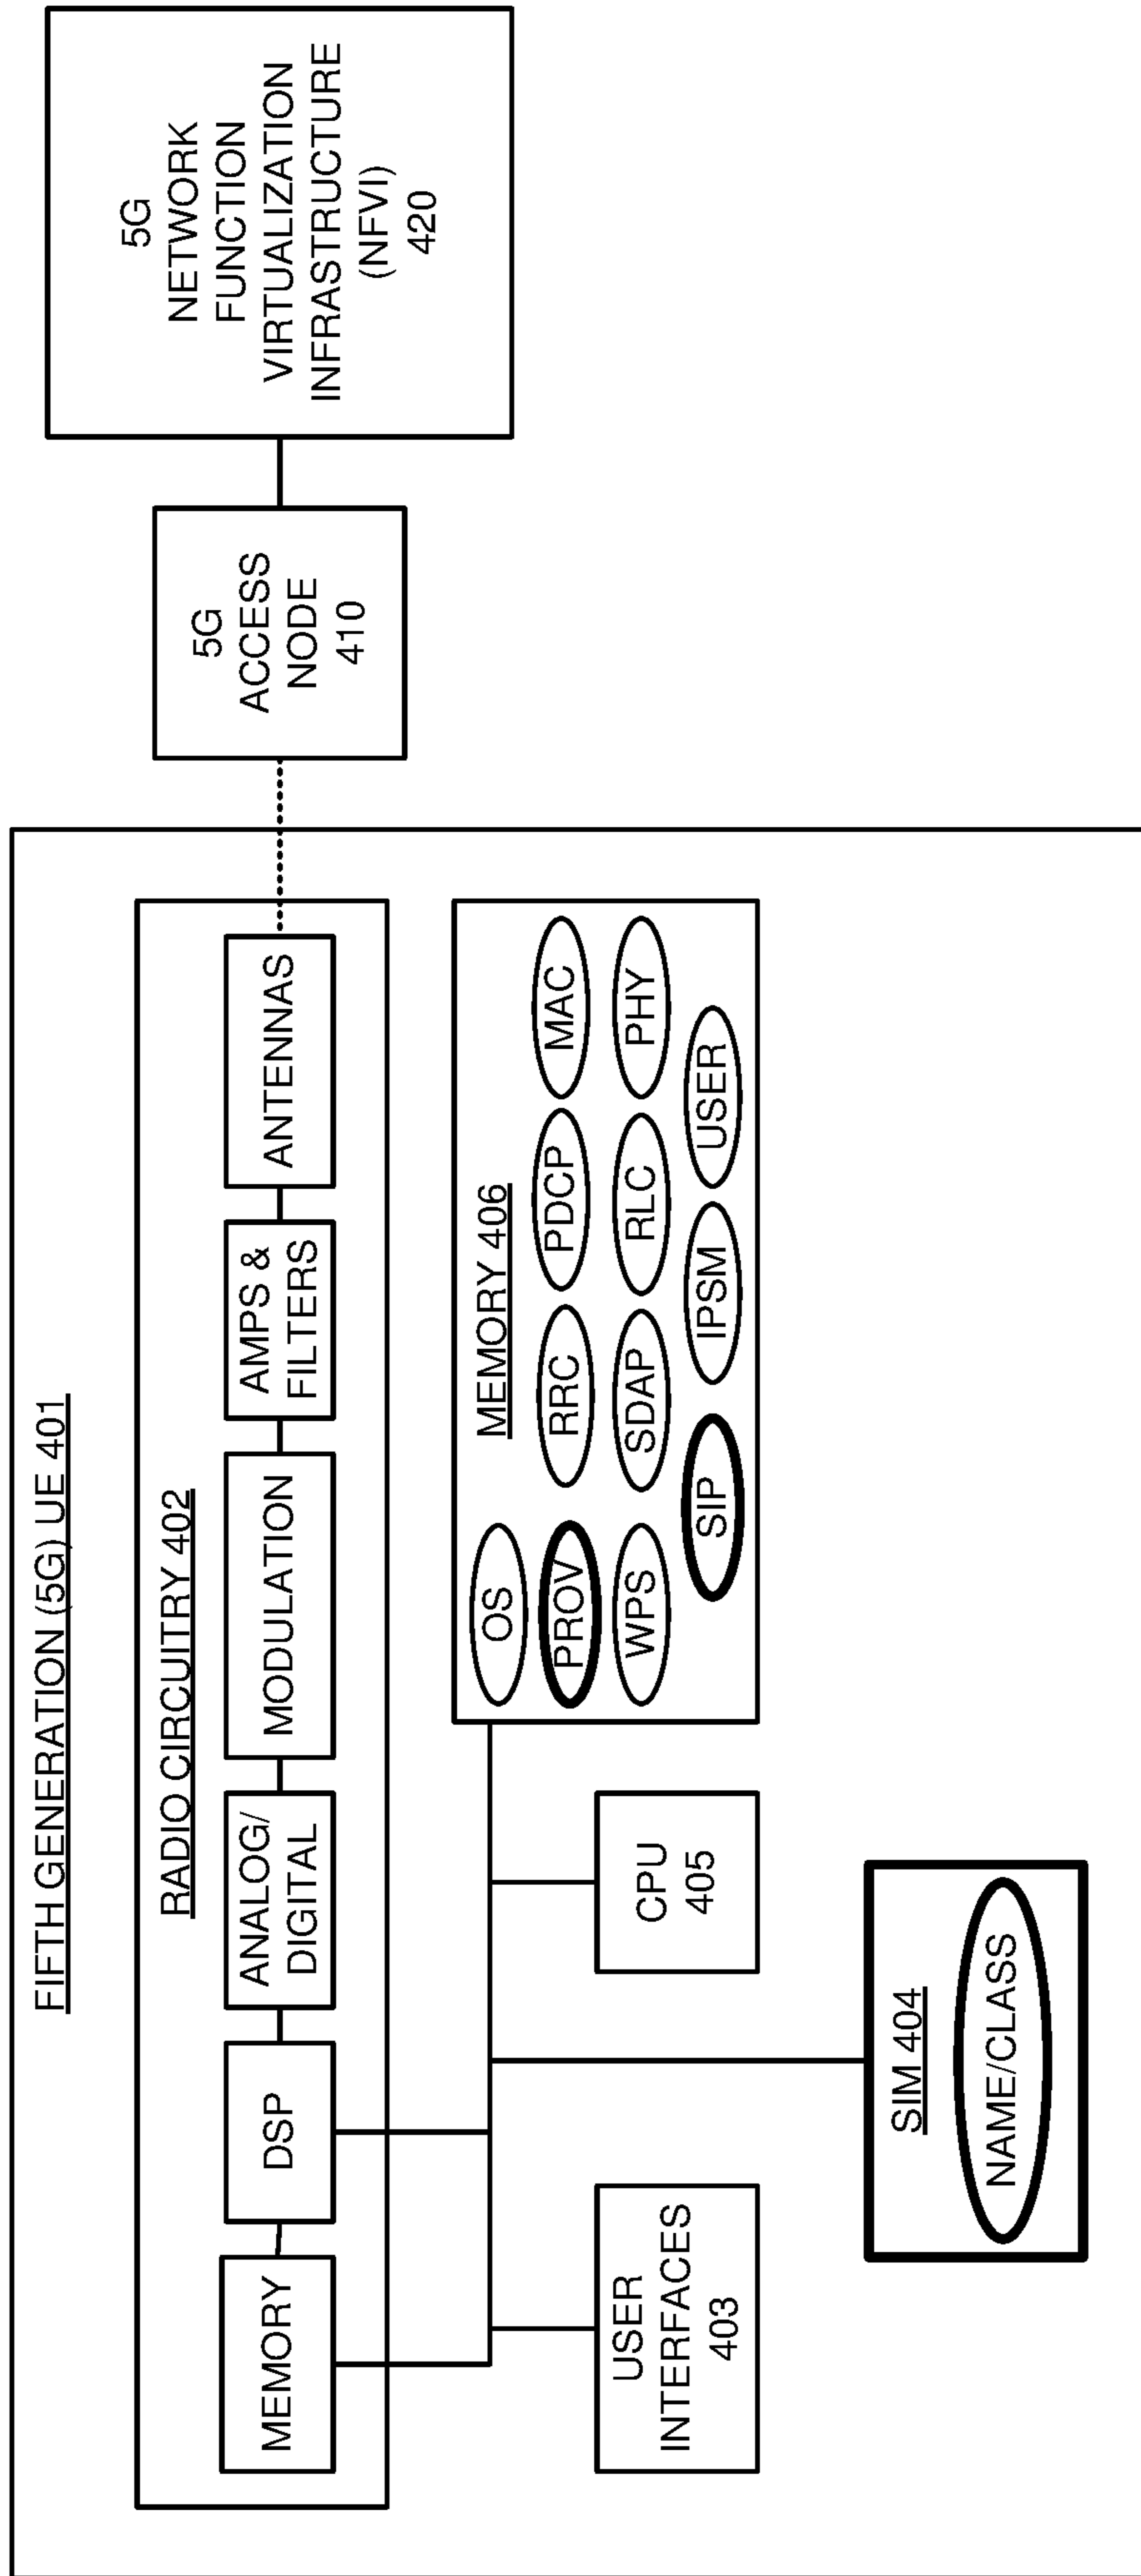 FIFTH GENERATION (5G) UE 401
RADIO CIRCUITRY 402
MEMORY
DSP
ANALOG/
DIGITAL
MODULATION
AMPS &
FILTERS
ANTENNAS
5G
ACCESS
NODE
410
5G
NETWORK
FUNCTION
VIRTUALIZATION
INFRASTRUCTURE
(NFVI)
420
USER
INTERFACES
403
SIM 404
NAME/CLASS
CPU
405
MEMORY 406
OS
PROV
RRC
PDCP
MAC
WPS
SDAP
RLC
PHY
SIP
IPSM
USER